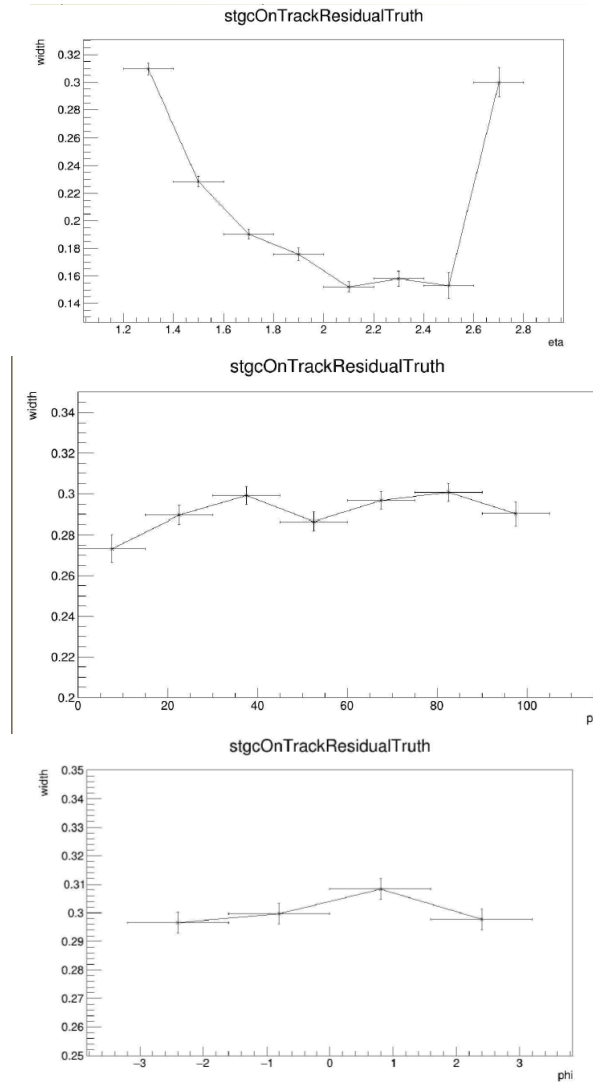 stgcOnTrackResidualTruth
width
0.32
0.3
0.28
0.26
0.24
0.22
0.2
0.18
0.16
0.14
1.2 1.4 1.6 1.8 2 2.2 2.4 2.6 2.8
eta
stgcOnTrackResidualTruth
width
0.34
0.32
0.3
0.28
0.26
0.24
0.22
0.2
0 20 40 60 80 100
p
stgcOnTrackResidualTruth
width
0.35
0.34
0.33
0.32
0.31
0.3
0.29
0.28
0.27
0.26
0.25
−3 −2 −1 0 1 2 3
phi